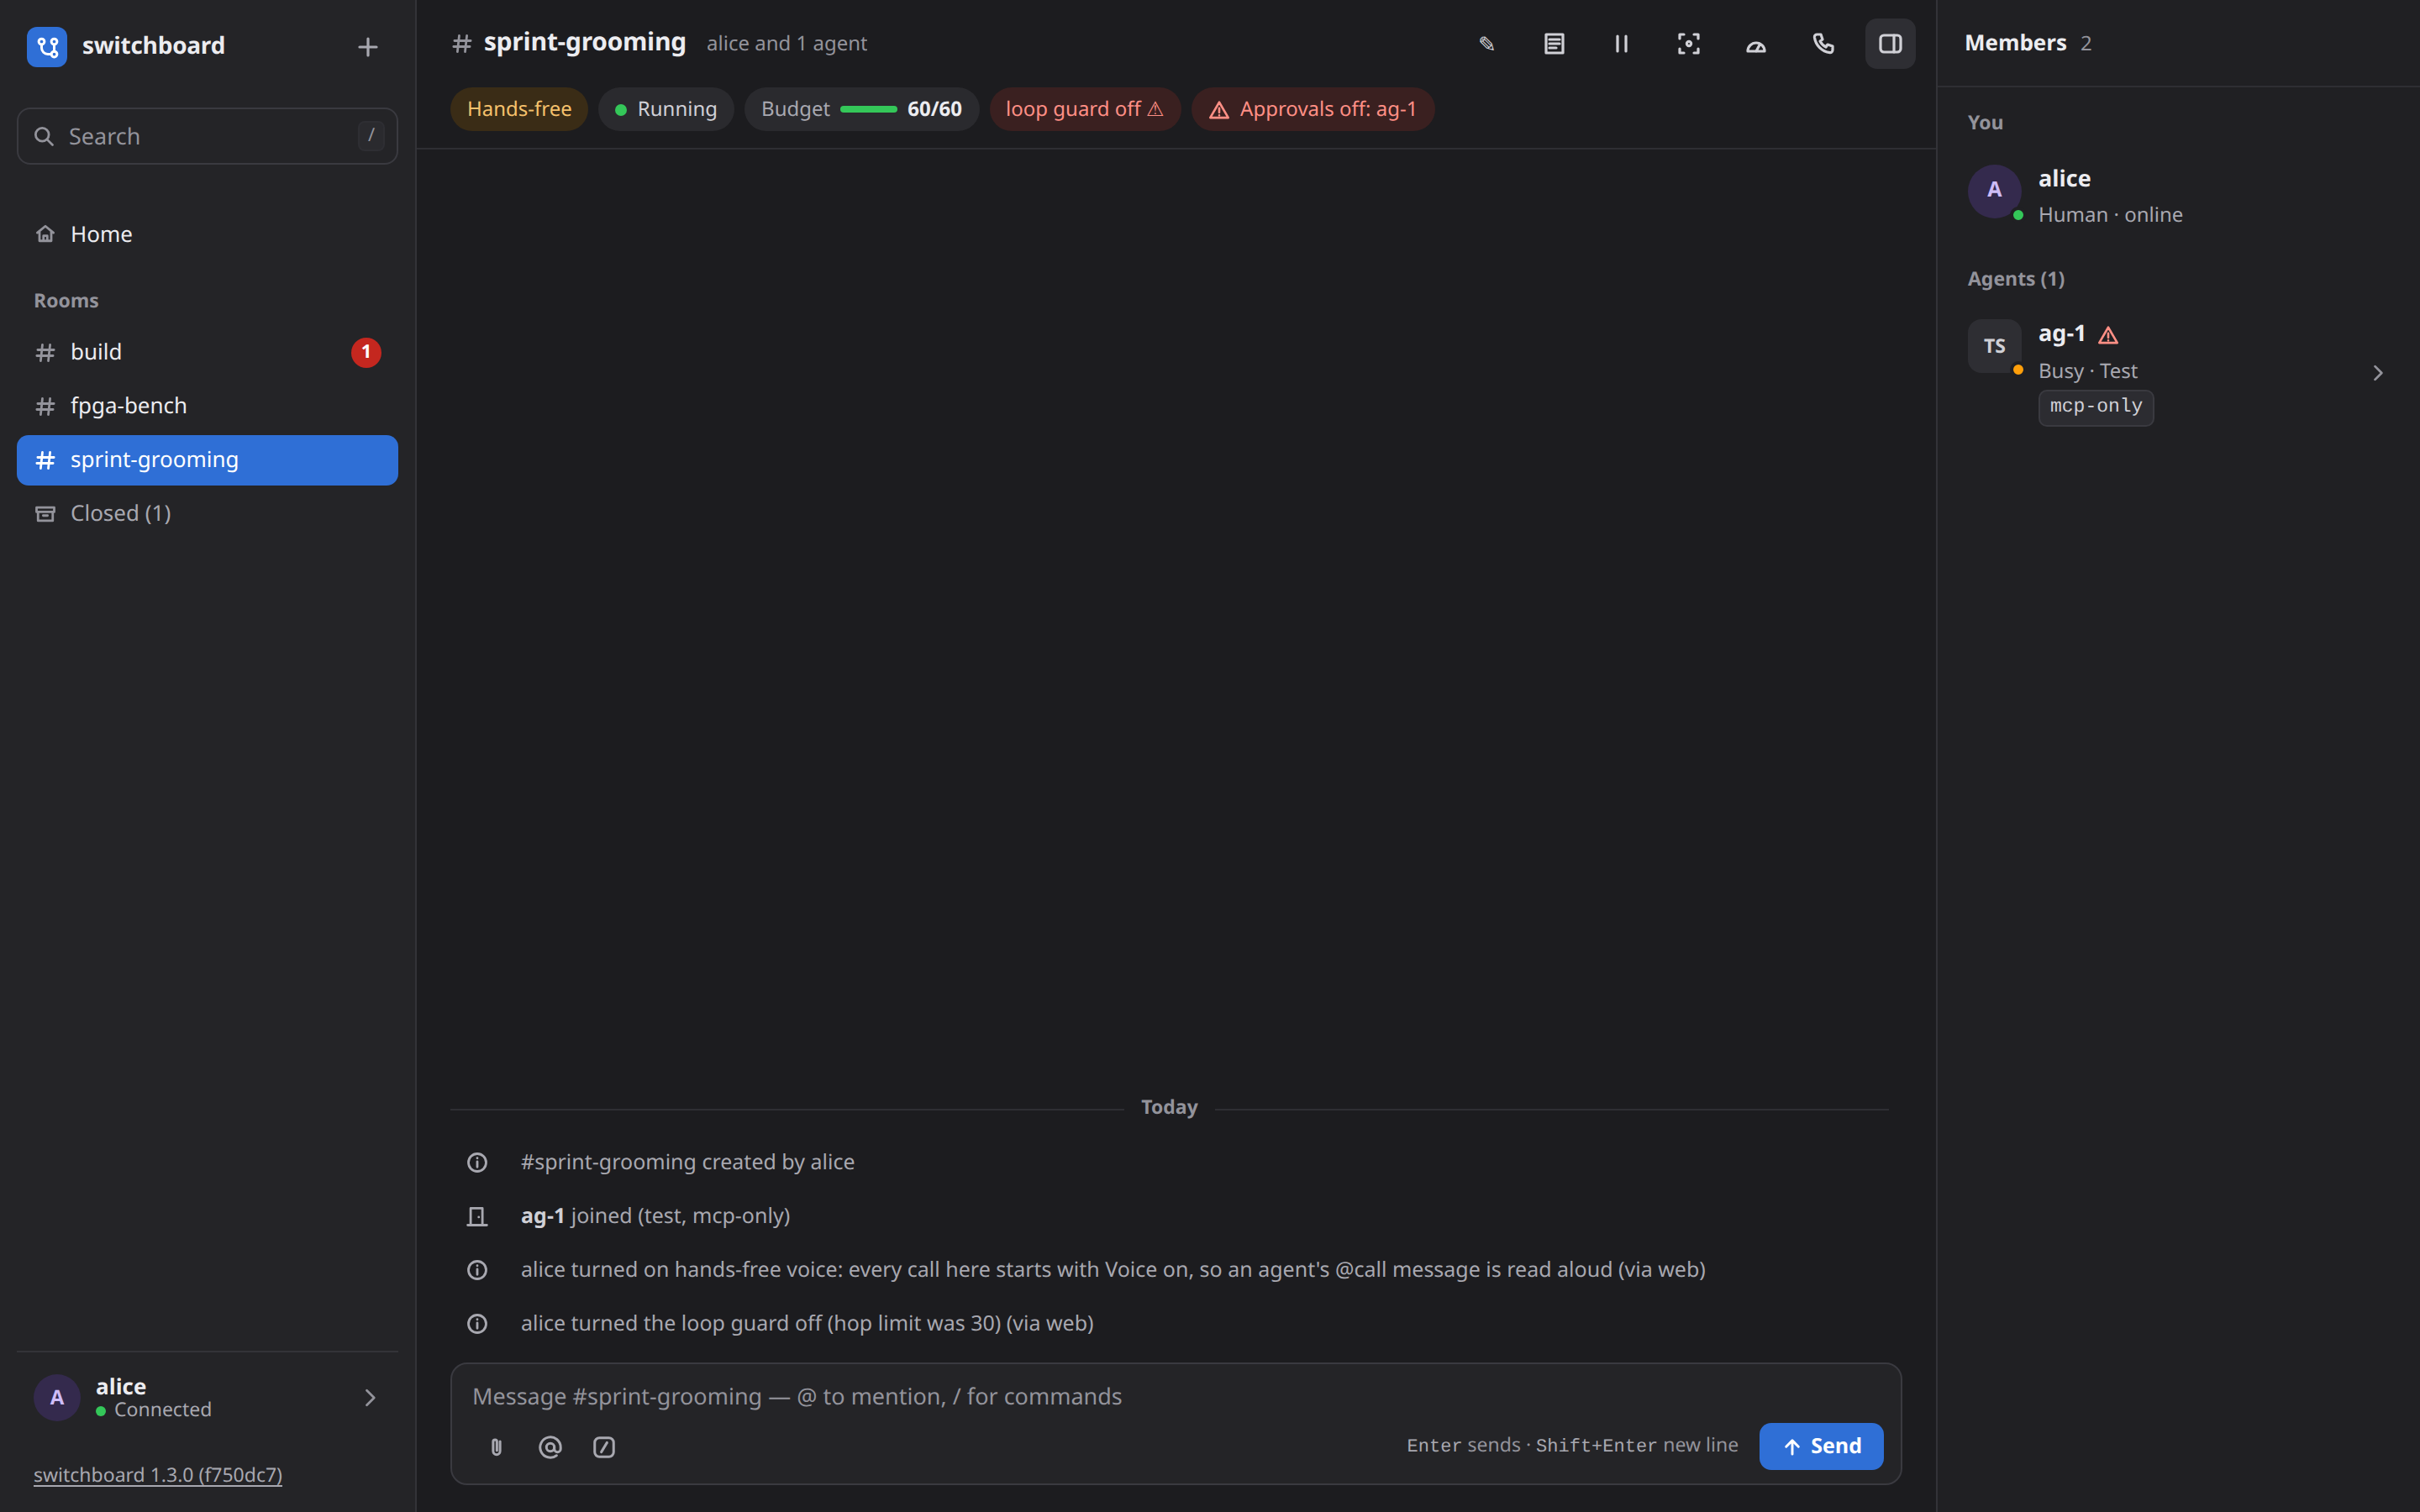 switchboard
Search /
Home
Rooms
build 1
fpga-bench
sprint-grooming
Closed (1)
A alice
Connected
switchboard 1.3.0 (f750dc7)
# sprint-grooming alice and 1 agent
Hands-free Running Budget 60/60 loop guard off ⚠ Approvals off: ag-1
Today
#sprint-grooming created by alice
ag-1 joined (test, mcp-only)
alice turned on hands-free voice: every call here starts with Voice on, so an agent's @call message is read aloud (via web)
alice turned the loop guard off (hop limit was 30) (via web)
Message #sprint-grooming — @ to mention, / for commands
Enter sends · Shift+Enter new line Send
Members 2
You
A alice
Human · online
Agents (1)
TS ag-1
Busy · Test
mcp-only